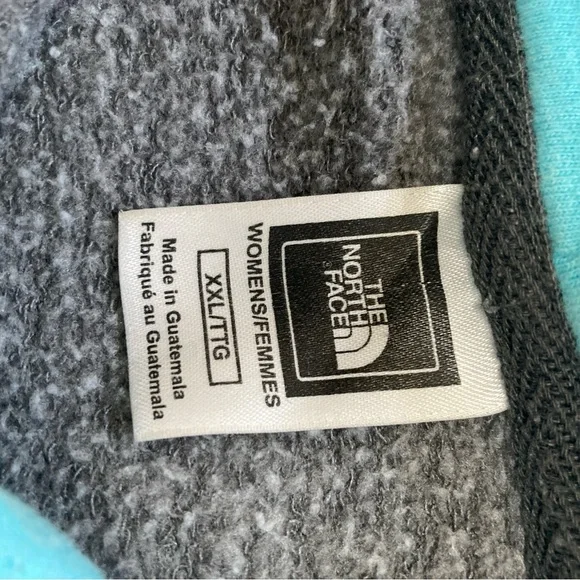 THE
NORTH
FACE
WOMENS/FEMMES
XXL/TTG
Made in Guatemala
Fabriqué au Guatemala